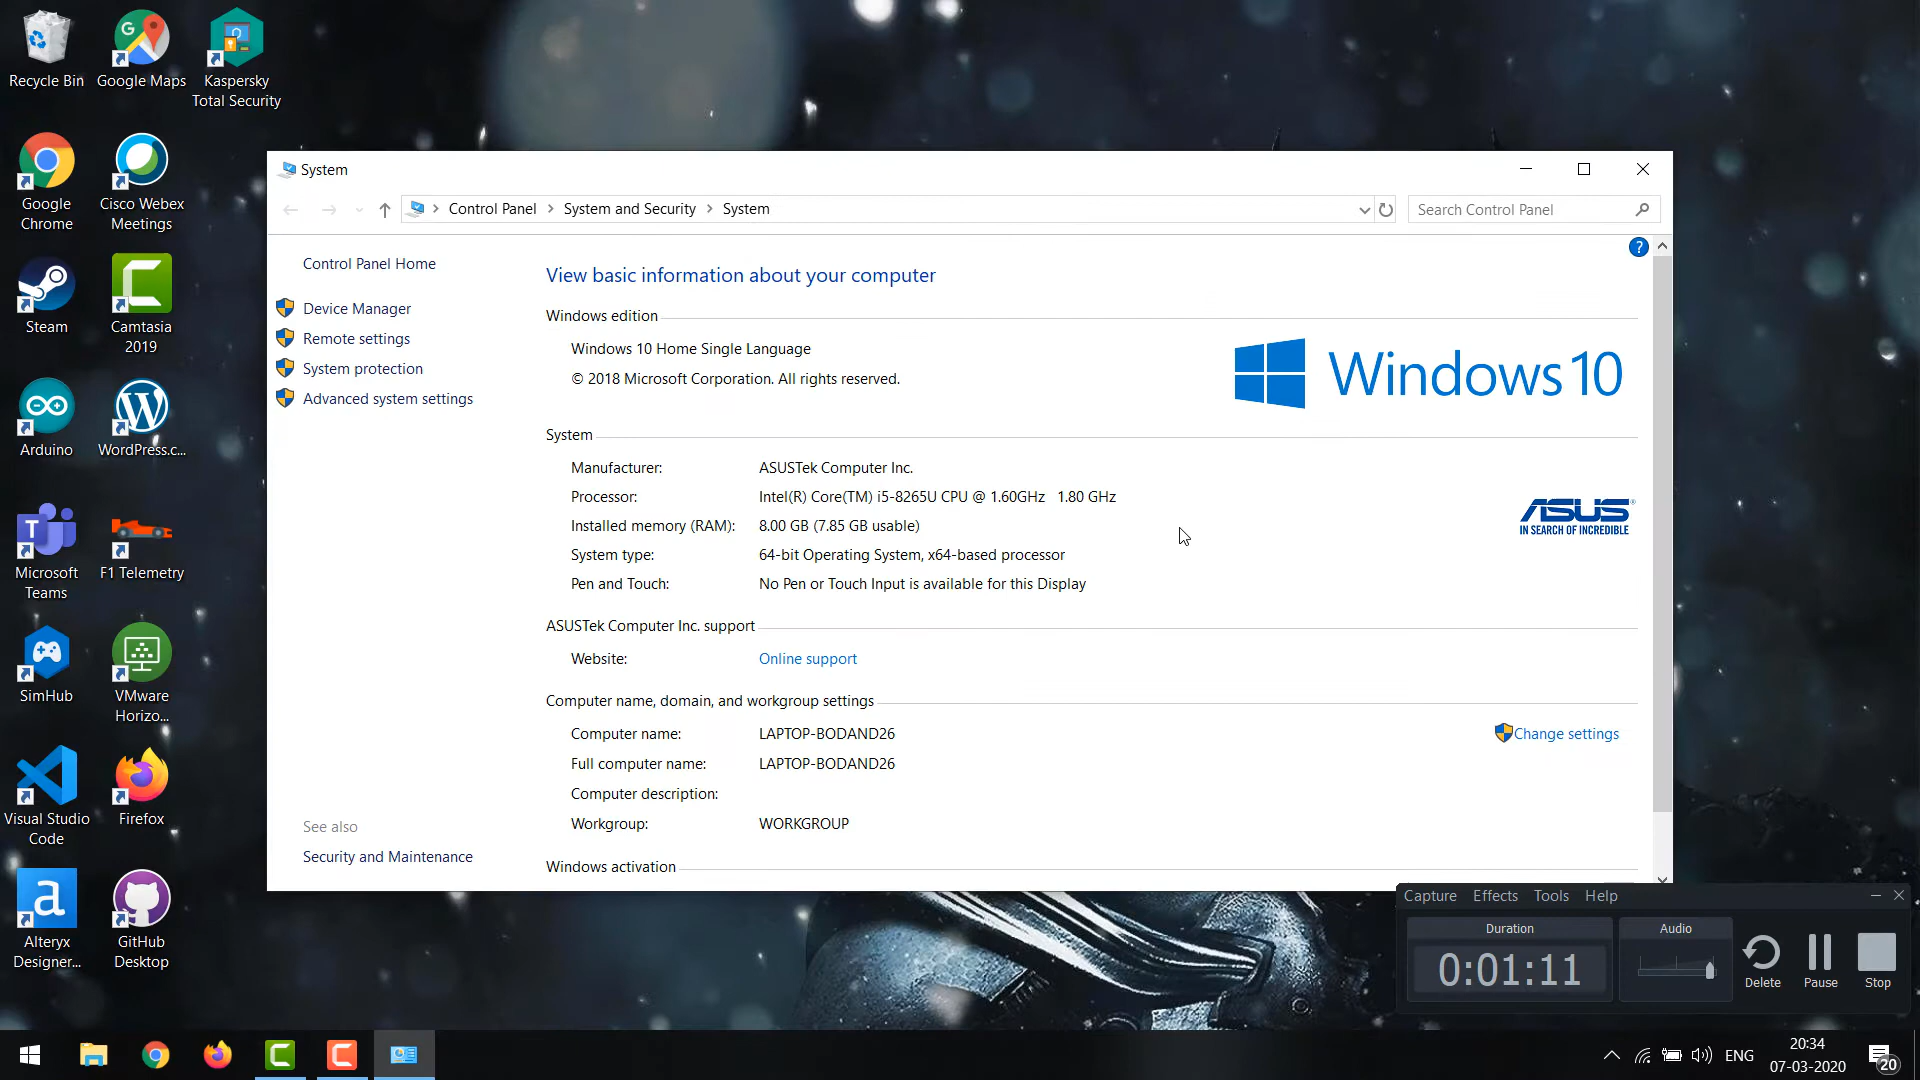 Recycle Bin
Google Maps
Kaspersky
Total Security
Google
Chrome
Cisco Webex
Meetings
Steam
Camtasia
2019
Arduino
WordPress.c...
Microsoft
Teams
F1 Telemetry
SimHub
VMware
Horizo...
Visual Studio
Code
Firefox
Alteryx
Designer...
GitHub
Desktop
System
Control Panel > System and Security > System
Search Control Panel
Control Panel Home
Device Manager
Remote settings
System protection
Advanced system settings
See also
Security and Maintenance
View basic information about your computer
Windows edition
Windows 10 Home Single Language
© 2018 Microsoft Corporation. All rights reserved.
Windows 10
System
Manufacturer: ASUSTek Computer Inc.
Processor: Intel(R) Core(TM) i5-8265U CPU @ 1.60GHz 1.80 GHz
Installed memory (RAM): 8.00 GB (7.85 GB usable)
System type: 64-bit Operating System, x64-based processor
Pen and Touch: No Pen or Touch Input is available for this Display
ASUS
IN SEARCH OF INCREDIBLE
ASUSTek Computer Inc. support
Website: Online support
Computer name, domain, and workgroup settings
Computer name: LAPTOP-BODAND26
Change settings
Full computer name: LAPTOP-BODAND26
Computer description:
Workgroup: WORKGROUP
Windows activation
Capture Effects Tools Help
Duration
0:01:11
Audio
Delete
Pause
Stop
ENG
20:34
07-03-2020
20